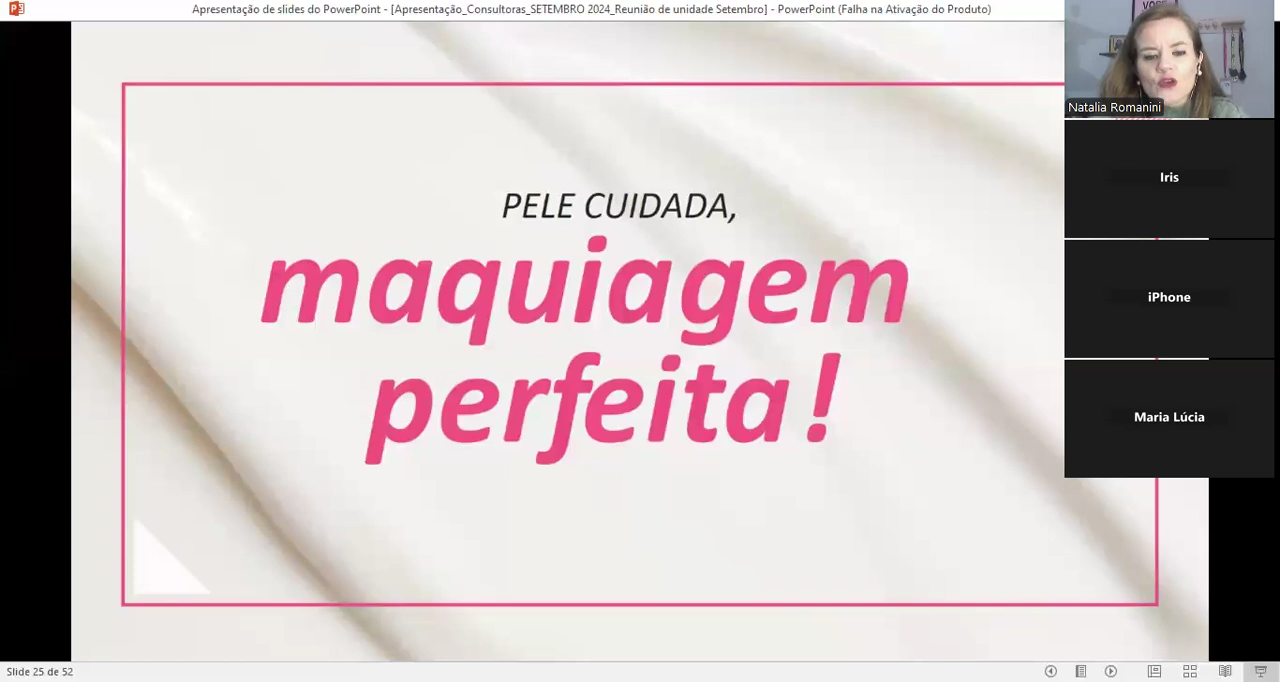 Apresentação de slides do PowerPoint - [Apresentação_Consultoras_SETEMBRO 2024_Reunião de unidade Setembro] - PowerPoint (Falha na Ativação do Produto)
Natalia Romanini
Iris
iPhone
Maria Lúcia
PELE CUIDADA,
maquiagem
perfeita!
Slide 25 de 52